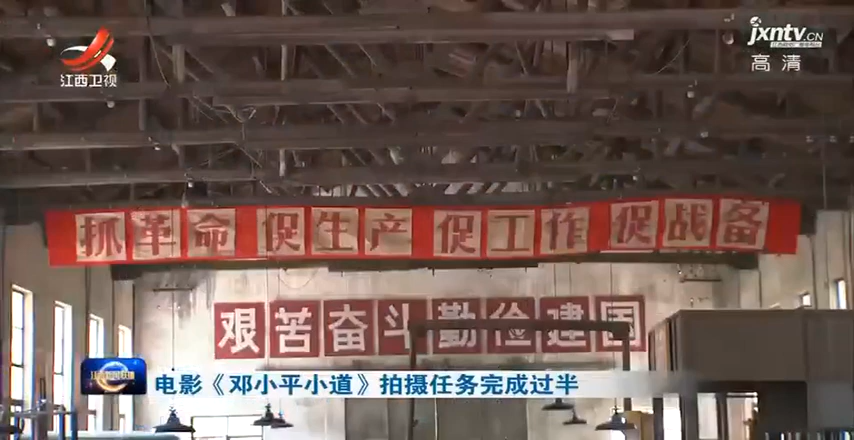 江西卫视
jxntv.CN
高清
抓革命 促生产 促工作 促战备
艰苦奋斗勤俭建国
电影《邓小平小道》拍摄任务完成过半